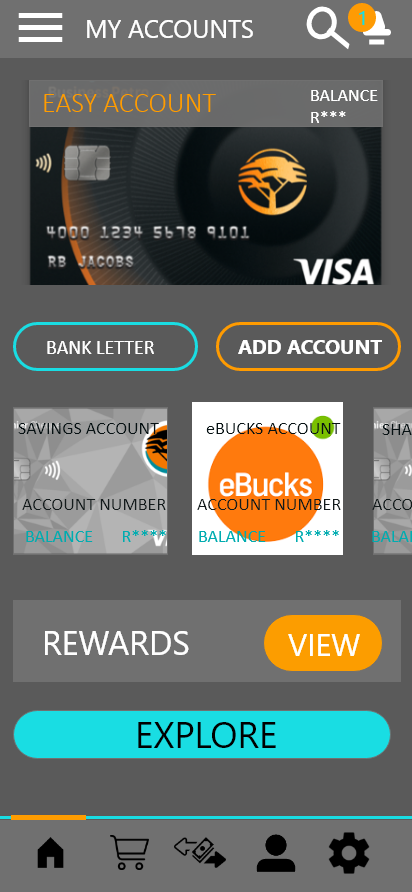 MY ACCOUNTS
1
EASY ACCOUNT
BALANCE
R***
4000 1234 5678 9101
RB JACOBS
VISA
BANK LETTER
ADD ACCOUNT
SAVINGS ACCOUNT
eBUCKS ACCOUNT
SHA
eBucks
ACCOUNT NUMBER
ACCOUNT NUMBER
ACCO
BALANCE R****
BALANCE R****
BALAN
REWARDS
VIEW
EXPLORE